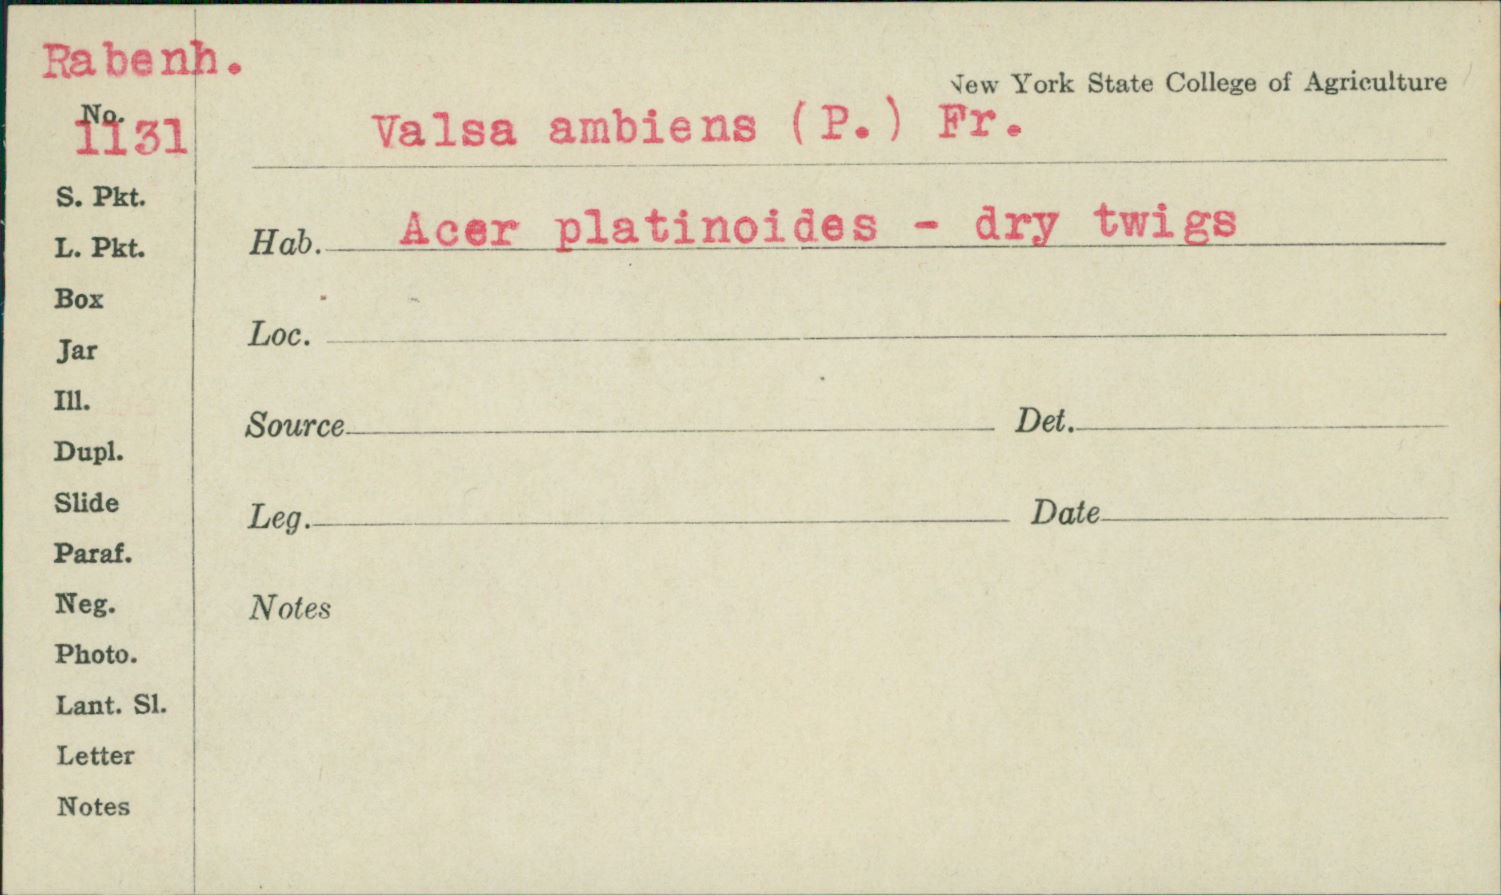 Rabenh.
New York State College of Agriculture
No.
1131
Valsa ambiens (P.) Fr.
S. Pkt.
Hab. Acer platinoides - dry twigs
L. Pkt.
Box
Loc.
Jar
Ill.
Source Det.
Dupl.
Slide
Leg. Date
Paraf.
Neg.
Notes
Photo.
Lant. Sl.
Letter
Notes